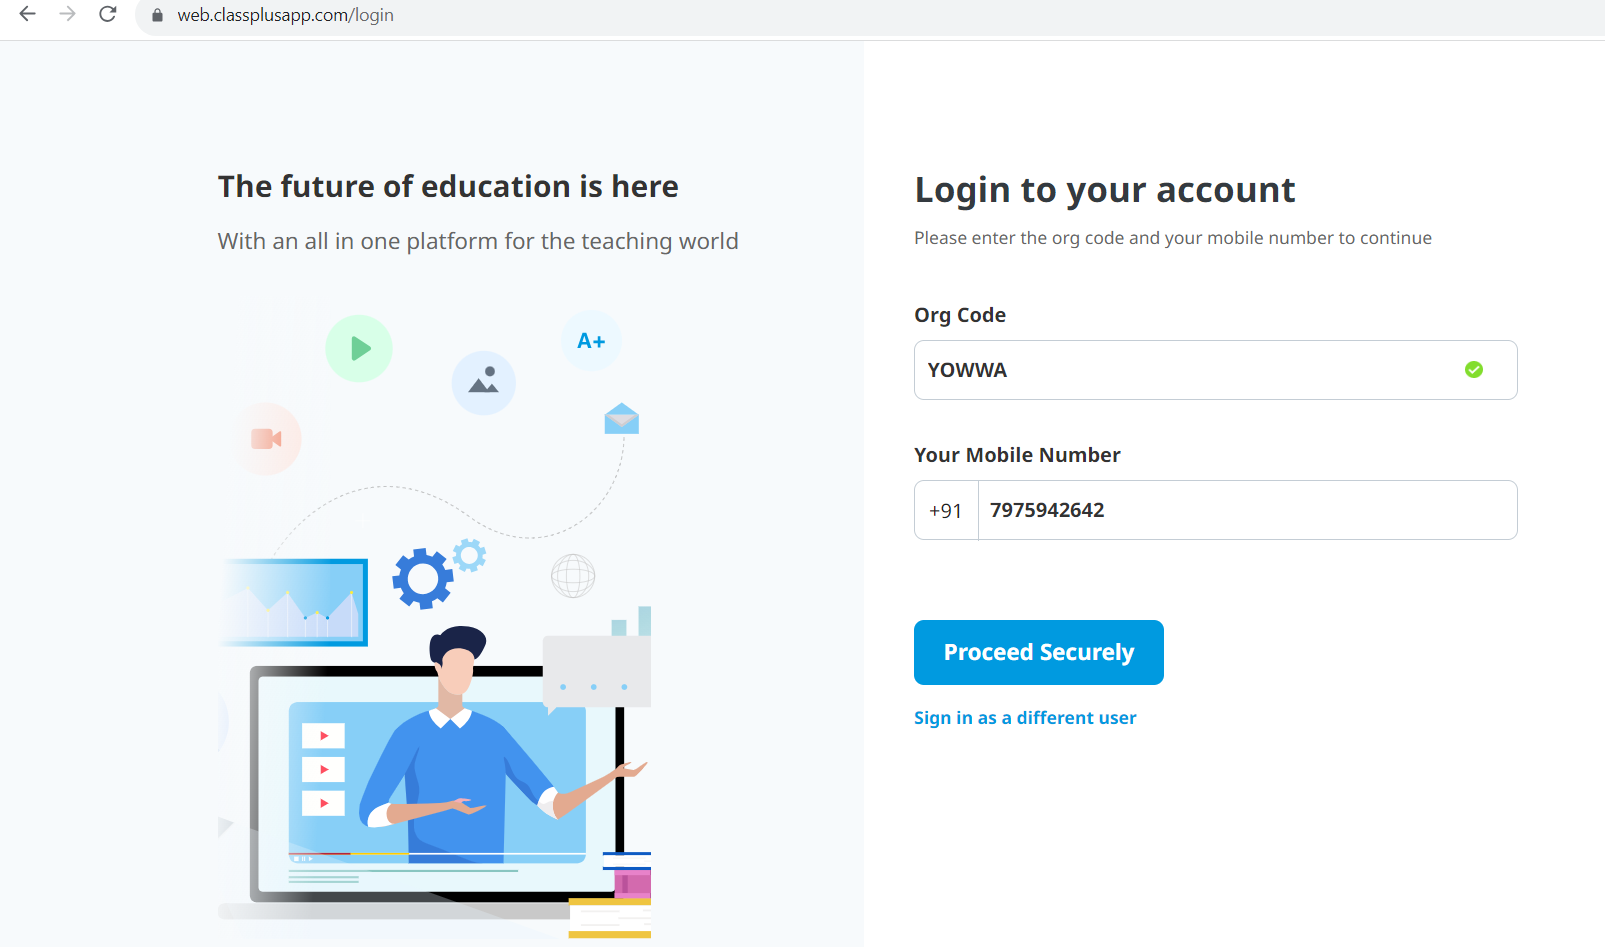 web.classplusapp.com/login
The future of education is here
With an all in one platform for the teaching world
A+
Login to your account
Please enter the org code and your mobile number to continue
Org Code
YOWWA
Your Mobile Number
+91 7975942642
Proceed Securely
Sign in as a different user